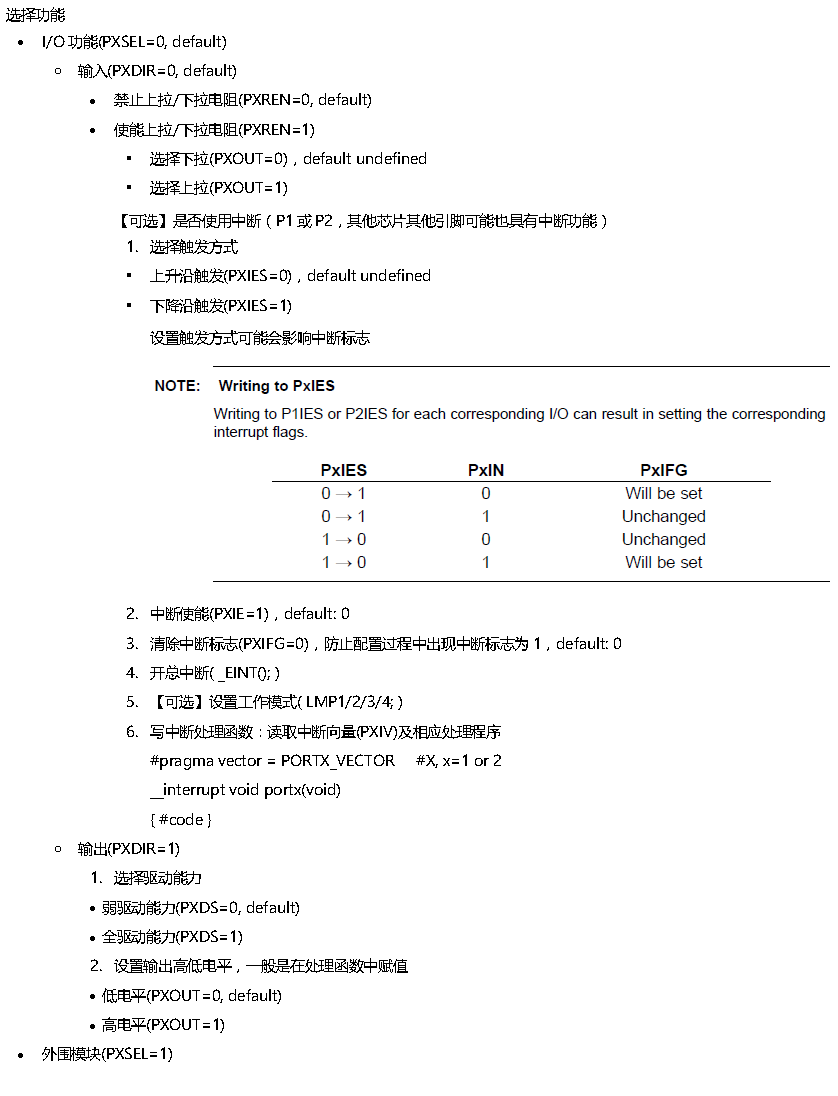 选择功能
• I/O 功能(PXSEL=0, default)
○ 输入(PXDIR=0, default)
• 禁止上拉/下拉电阻(PXREN=0, default)
• 使能上拉/下拉电阻(PXREN=1)
▪ 选择下拉(PXOUT=0)，default undefined
▪ 选择上拉(PXOUT=1)
【可选】是否使用中断（P1 或 P2，其他芯片其他引脚可能也具有中断功能）
1. 选择触发方式
▪ 上升沿触发(PXIES=0)，default undefined
▪ 下降沿触发(PXIES=1)
设置触发方式可能会影响中断标志
NOTE: Writing to PxIES
Writing to P1IES or P2IES for each corresponding I/O can result in setting the corresponding
interrupt flags.
PxIES PxIN PxIFG
0 → 1 0 Will be set
0 → 1 1 Unchanged
1 → 0 0 Unchanged
1 → 0 1 Will be set
2. 中断使能(PXIE=1)，default: 0
3. 清除中断标志(PXIFG=0)，防止配置过程中出现中断标志为 1，default: 0
4. 开总中断( _EINT(); )
5. 【可选】设置工作模式( LMP1/2/3/4; )
6. 写中断处理函数：读取中断向量(PXIV)及相应处理程序
#pragma vector = PORTX_VECTOR #X, x=1 or 2
__interrupt void portx(void)
{ #code }
○ 输出(PXDIR=1)
1. 选择驱动能力
• 弱驱动能力(PXDS=0, default)
• 全驱动能力(PXDS=1)
2. 设置输出高低电平，一般是在处理函数中赋值
• 低电平(PXOUT=0, default)
• 高电平(PXOUT=1)
• 外围模块(PXSEL=1)